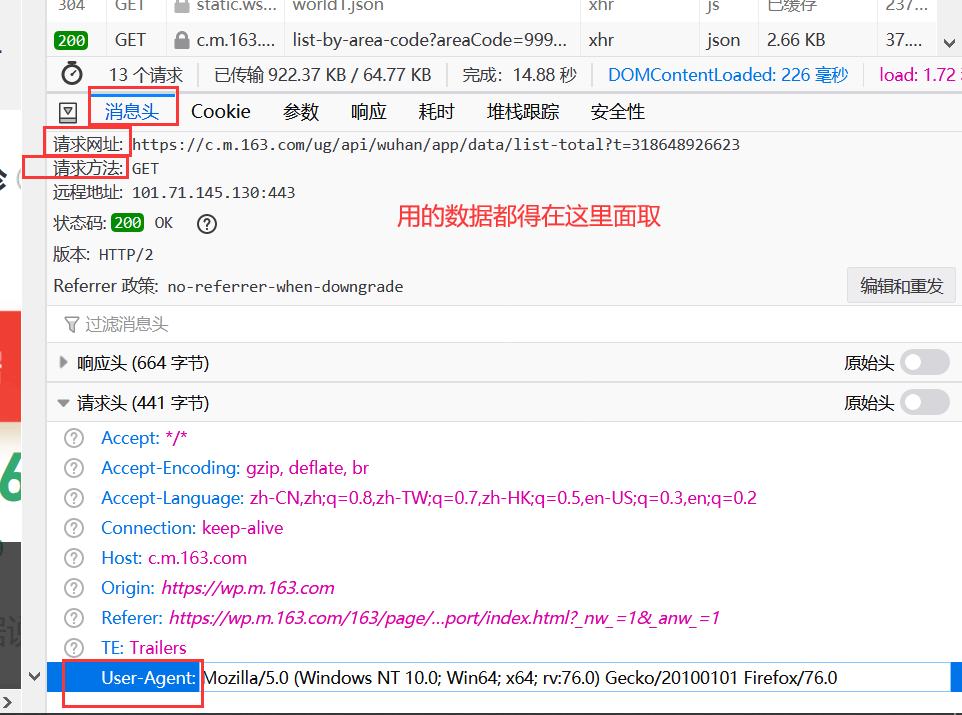 304 GET static.ws... world1.json xhr js 已缓存 237...
200 GET c.m.163.... list-by-area-code?areaCode=999... xhr json 2.66 KB 37....
13 个请求 已传输 922.37 KB / 64.77 KB 完成: 14.88 秒 DOMContentLoaded: 226 毫秒 load: 1.72
消息头 Cookie 参数 响应 耗时 堆栈跟踪 安全性
请求网址: https://c.m.163.com/ug/api/wuhan/app/data/list-total?t=318648926623
请求方法: GET
远程地址: 101.71.145.130:443
用的数据都得在这里面取
状态码: 200 OK
版本: HTTP/2
Referrer 政策: no-referrer-when-downgrade
编辑和重发
过滤消息头
响应头 (664 字节) 原始头
请求头 (441 字节) 原始头
Accept: */*
Accept-Encoding: gzip, deflate, br
Accept-Language: zh-CN,zh;q=0.8,zh-TW;q=0.7,zh-HK;q=0.5,en-US;q=0.3,en;q=0.2
Connection: keep-alive
Host: c.m.163.com
Origin: https://wp.m.163.com
Referer: https://wp.m.163.com/163/page/...port/index.html?_nw_=1&_anw_=1
TE: Trailers
User-Agent: Mozilla/5.0 (Windows NT 10.0; Win64; x64; rv:76.0) Gecko/20100101 Firefox/76.0